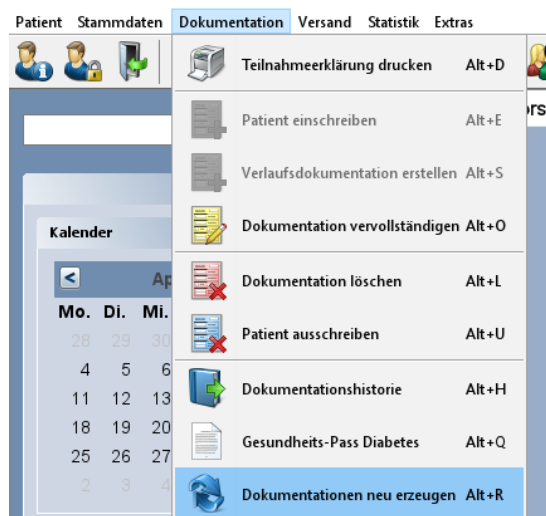 Patient Stammdaten Dokumentation Versand Statistik Extras
Teilnahmeerklärung drucken Alt+D
Patient einschreiben Alt+E
Verlaufsdokumentation erstellen Alt+S
Dokumentation vervollständigen Alt+O
Kalender
Dokumentation löschen Alt+L
Mo. Di. Mi.
28 29 30
Patient ausschreiben Alt+U
4 5 6
Dokumentationshistorie Alt+H
11 12 13
18 19 20
Gesundheits-Pass Diabetes Alt+Q
25 26 27
2 3 4
Dokumentationen neu erzeugen Alt+R